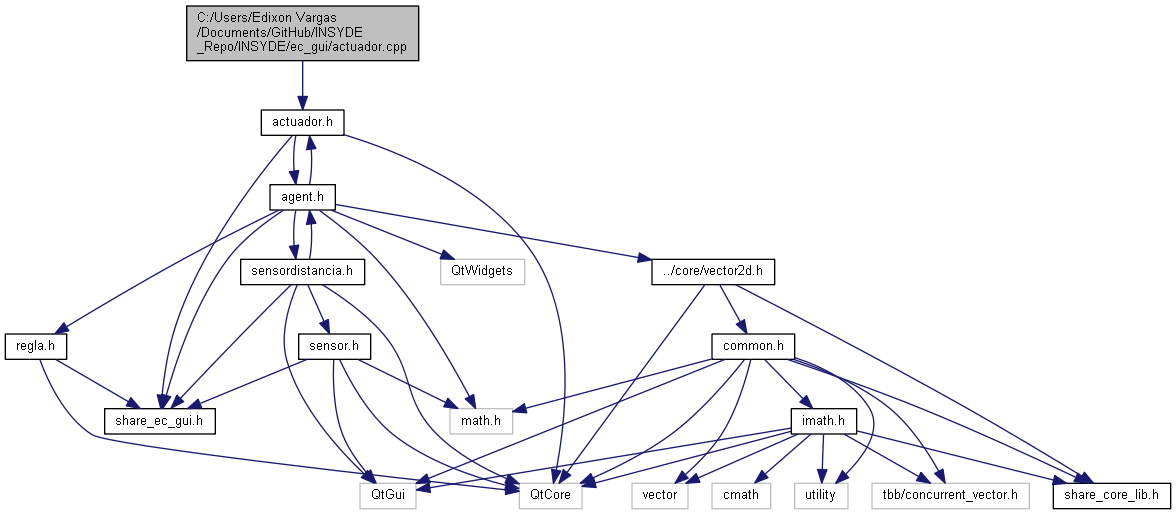 C:/Users/Edixon Vargas
/Documents/GitHub/INSYDE
_Repo/INSYDE/ec_gui/actuador.cpp
actuador.h
agent.h
sensordistancia.h
QtWidgets
../core/vector2d.h
regla.h
sensor.h
common.h
share_ec_gui.h
math.h
imath.h
QtGui
QtCore
vector
cmath
utility
tbb/concurrent_vector.h
share_core_lib.h